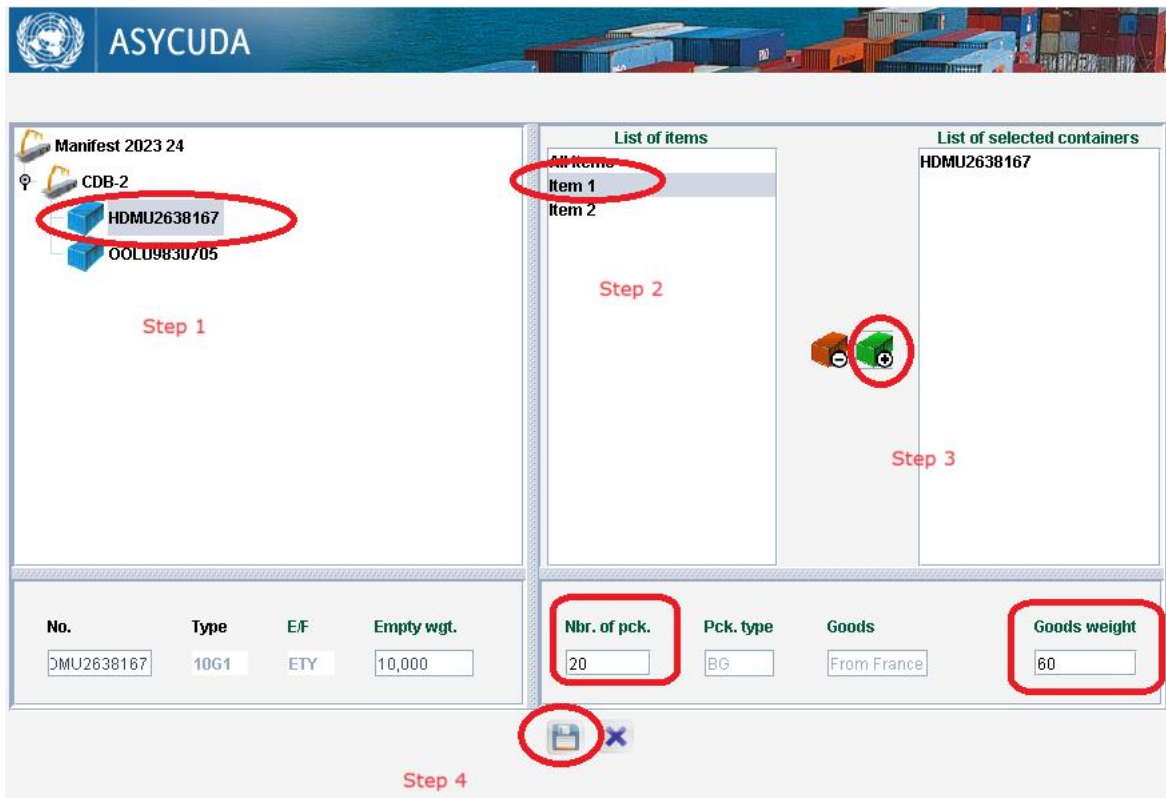 ASYCUDA
Manifest 2023 24
CDB-2
HDMU2638167
OOLU9830705
Step 1
List of items
All Items
Item 1
Item 2
Step 2
List of selected containers
HDMU2638167
Step 3
No. Type E/F Empty wgt.
DMU2638167 10G1 ETY 10,000
Nbr. of pck. Pck. type Goods Goods weight
20 BG From France 60
Step 4